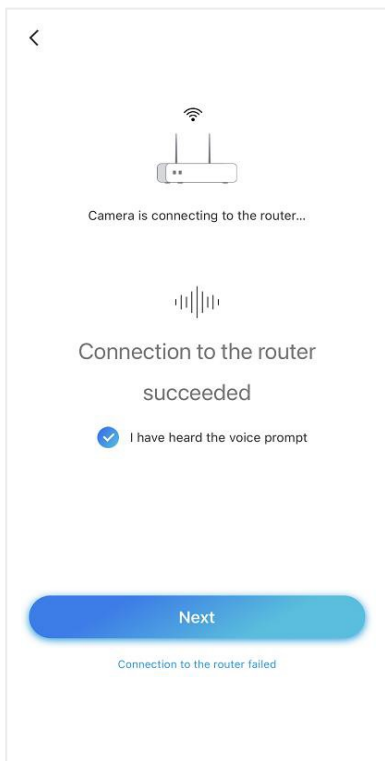 Camera is connecting to the router...
Connection to the router
succeeded
I have heard the voice prompt
Next
Connection to the router failed